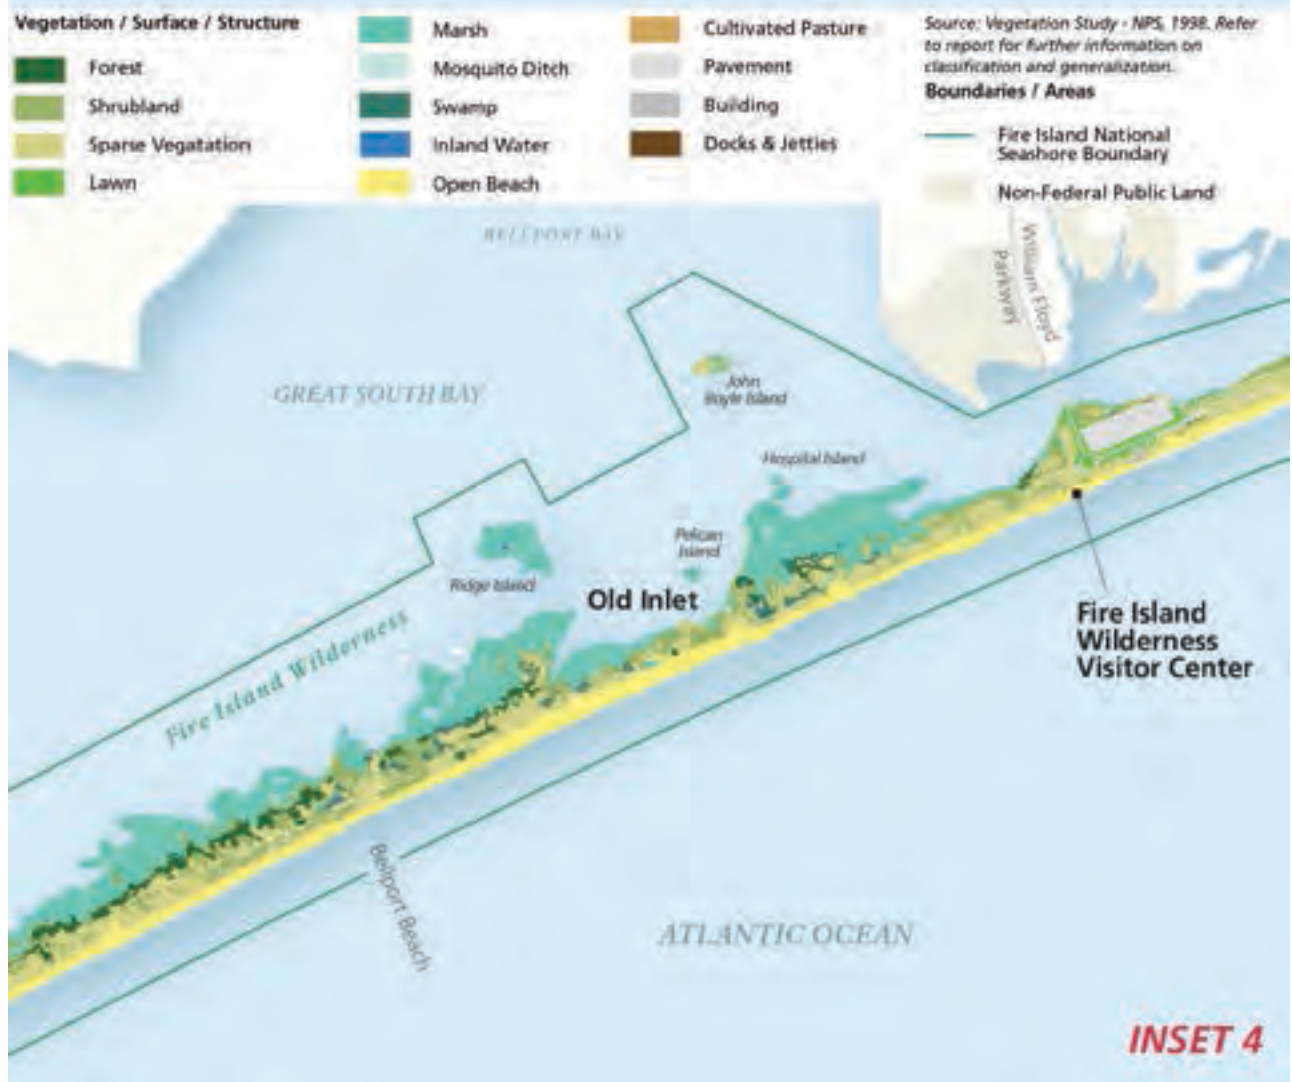 Vegetation / Surface / Structure
Forest
Shrubland
Sparse Vegatation
Lawn
Marsh
Mosquito Ditch
Swamp
Inland Water
Open Beach
Cultivated Pasture
Pavement
Building
Docks & Jetties
Source: Vegetation Study - NPS, 1998. Refer
to report for further information on
classification and generalization.
Boundaries / Areas
Fire Island National
Seashore Boundary
Non-Federal Public Land
BELLPORT BAY
William Floyd
Parkway
GREAT SOUTH BAY
John
Boyle Island
Hospital Island
Pelican
Island
Ridge Island
Old Inlet
Fire Island Wilderness
Fire Island
Wilderness
Visitor Center
Bellport Beach
ATLANTIC OCEAN
INSET 4